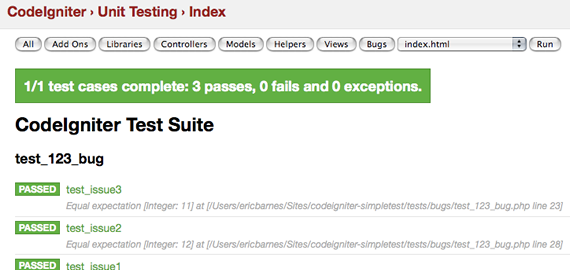 CodeIgniter › Unit Testing › Index
All Add Ons Libraries Controllers Models Helpers Views Bugs index.html Run
1/1 test cases complete: 3 passes, 0 fails and 0 exceptions.
CodeIgniter Test Suite
test_123_bug
PASSED test_issue3
Equal expectation [Integer: 11] at [/Users/ericbarnes/Sites/codeigniter-simpletest/tests/bugs/test_123_bug.php line 23]
PASSED test_issue2
Equal expectation [Integer: 12] at [/Users/ericbarnes/Sites/codeigniter-simpletest/tests/bugs/test_123_bug.php line 28]
PASSED test_issue1